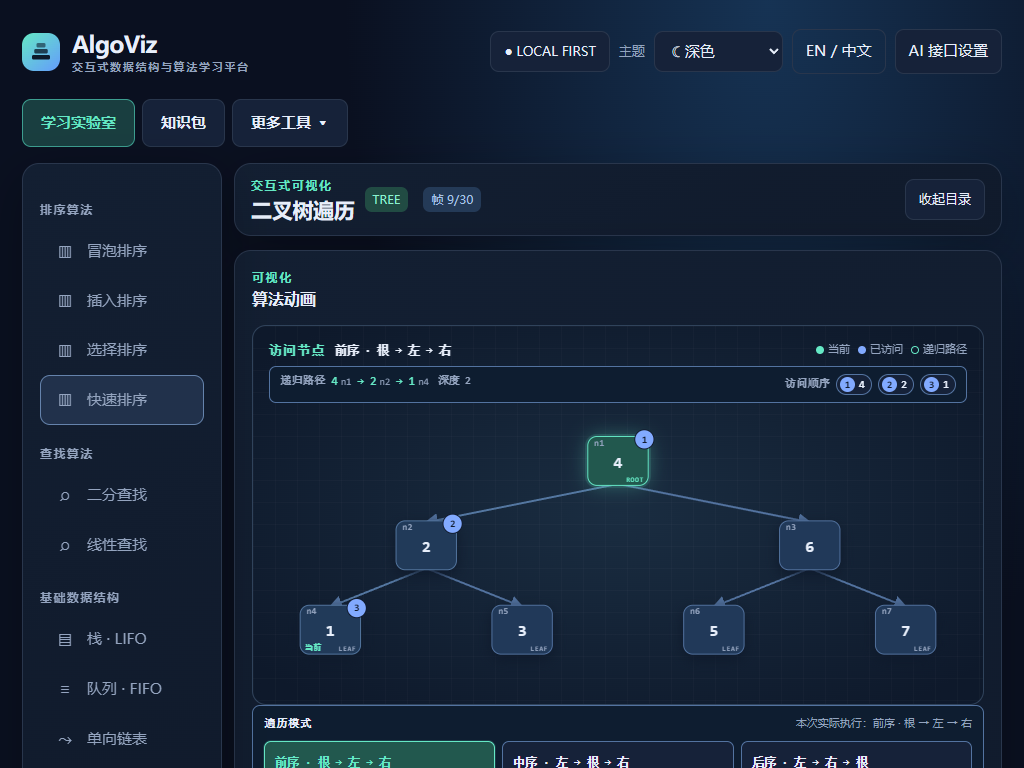 AlgoViz
交互式数据结构与算法学习平台
● LOCAL FIRST
主题
☾ 深色
EN / 中文
AI 接口设置
学习实验室
知识包
更多工具 ▾
排序算法
▥ 冒泡排序
▥ 插入排序
▥ 选择排序
▥ 快速排序
查找算法
⌕ 二分查找
⌕ 线性查找
基础数据结构
▤ 栈 · LIFO
≡ 队列 · FIFO
⤳ 单向链表
交互式可视化
二叉树遍历
TREE
帧 9/30
收起目录
可视化
算法动画
访问节点 前序 · 根 → 左 → 右
当前 已访问 递归路径
递归路径 4 n1 → 2 n2 → 1 n4 深度 2
访问顺序 1 4 2 2 3 1
n1
1
4
ROOT
n2
2
2
n3
6
n4
3
1
当前 LEAF
n5
3
LEAF
n6
5
LEAF
n7
7
LEAF
遍历模式
本次实际执行: 前序 · 根 → 左 → 右
前序 · 根 → 左 → 右
中序 · 左 → 根 → 右
后序 · 左 → 右 → 根